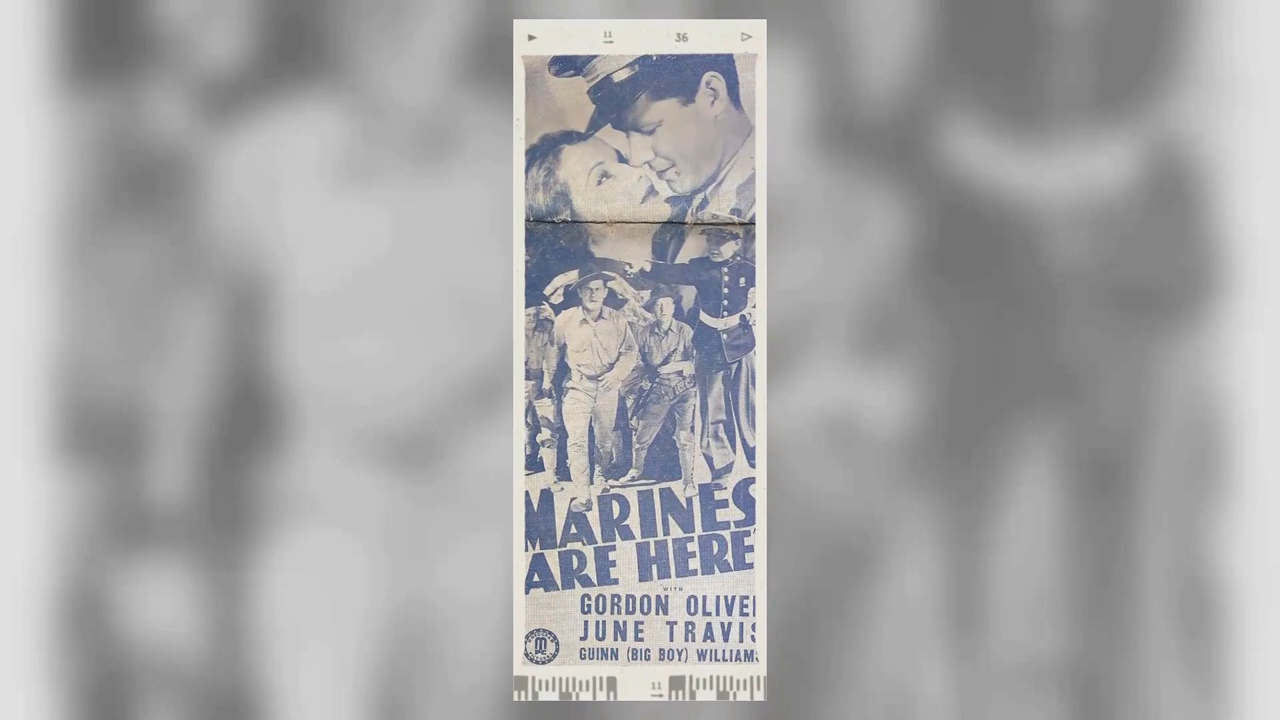 11
36
MARINES
ARE HERE
WITH
GORDON OLIVE
JUNE TRAVIS
GUINN (BIG BOY) WILLIAMS
11